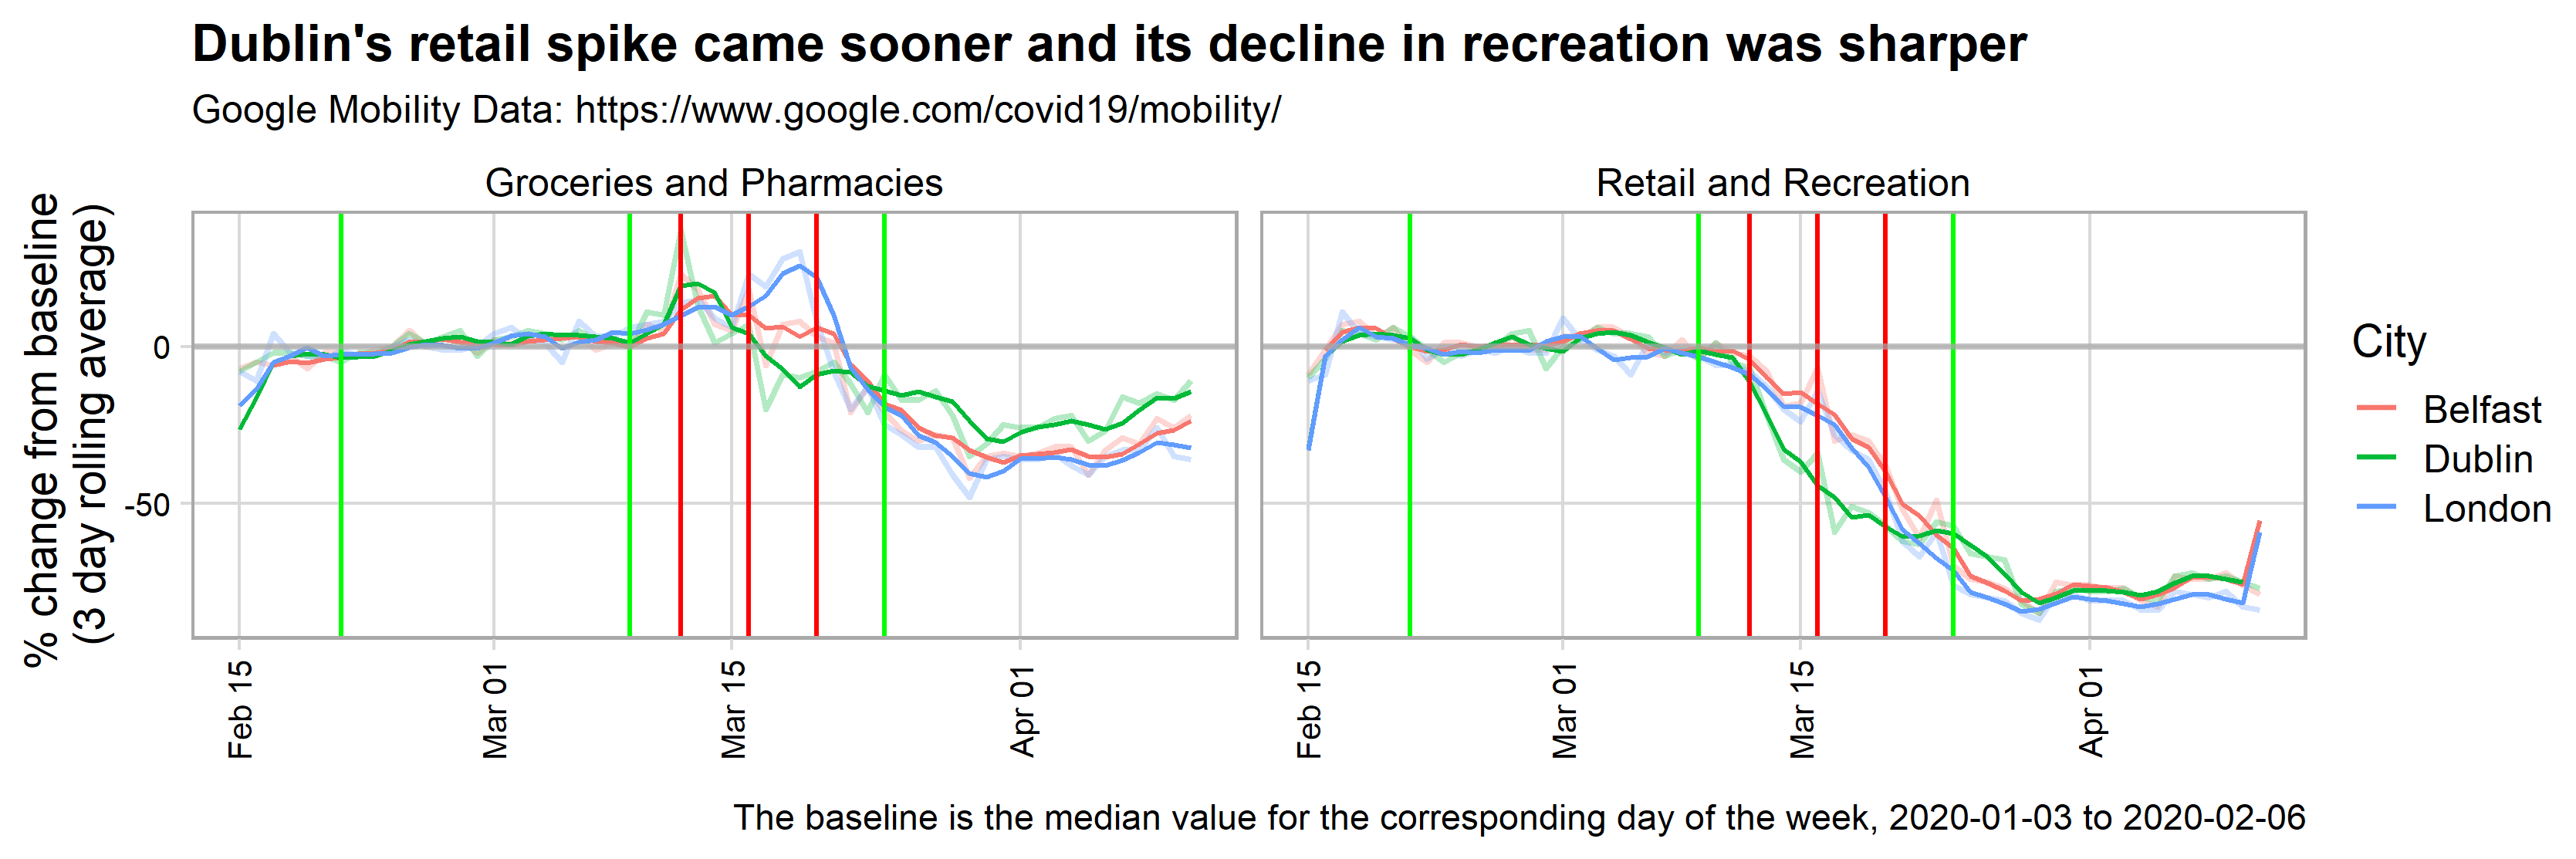 Dublin's retail spike came sooner and its decline in recreation was sharper
Google Mobility Data: https://www.google.com/covid19/mobility/
Groceries and Pharmacies
Retail and Recreation
% change from baseline
(3 day rolling average)
0
-50
Feb 15
Mar 01
Mar 15
Apr 01
Feb 15
Mar 01
Mar 15
Apr 01
City
Belfast
Dublin
London
The baseline is the median value for the corresponding day of the week, 2020-01-03 to 2020-02-06